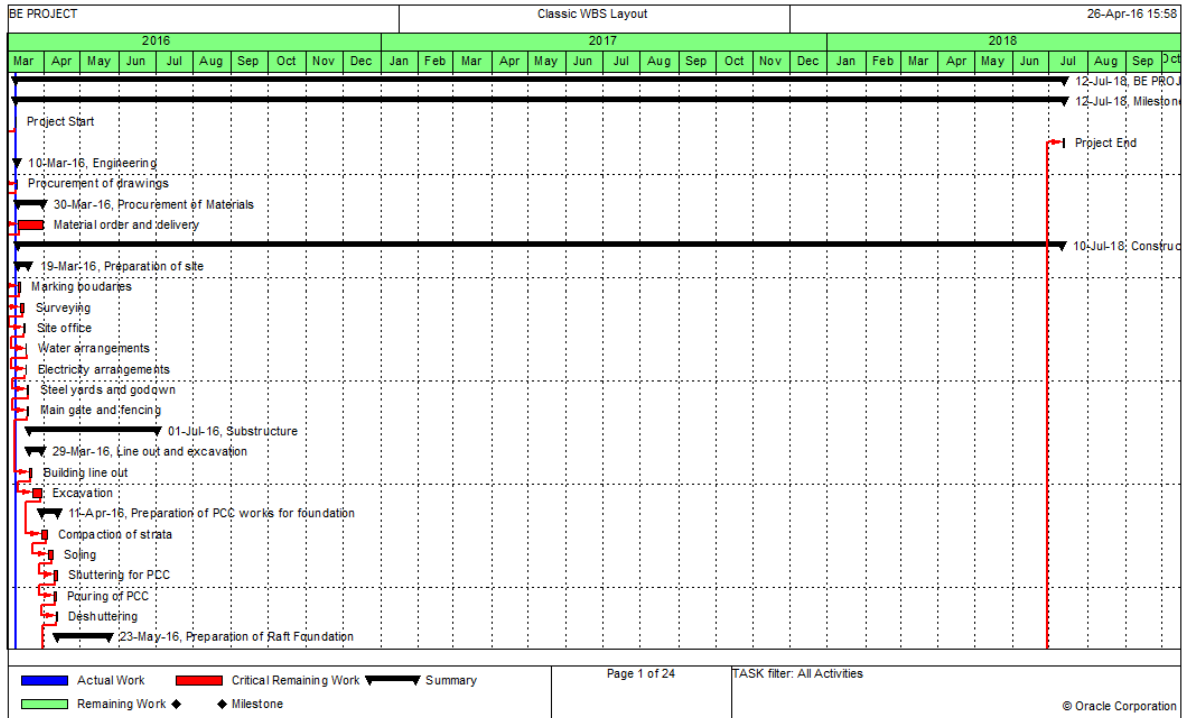 BE PROJECT Classic WBS Layout 26-Apr-16 15:58
2016 2017 2018
Mar Apr May Jun Jul Aug Sep Oct Nov Dec Jan Feb Mar Apr May Jun Jul Aug Sep Oct Nov Dec Jan Feb Mar Apr May Jun Jul Aug Sep Oct
12-Jul-18, BE PROJ
12-Jul-18, Mileston
Project Start
Project End
10-Mar-16, Engineering
Procurement of drawings
30-Mar-16, Procurement of Materials
Material order and delivery
10-Jul-18, Construc
19-Mar-16, Preparation of site
Marking boudaries
Surveying
Site office
Water arrangements
Electricity arrangements
Steel yards and godown
Main gate and fencing
01-Jul-16, Substructure
29-Mar-16, Line out and excavation
Building line out
Excavation
11-Apr-16, Preparation of PCC works for foundation
Compaction of strata
Soling
Shuttering for PCC
Pouring of PCC
Deshuttering
23-May-16, Preparation of Raft Foundation
Actual Work Critical Remaining Work Summary Page 1 of 24 TASK filter: All Activities
Remaining Work Milestone © Oracle Corporation